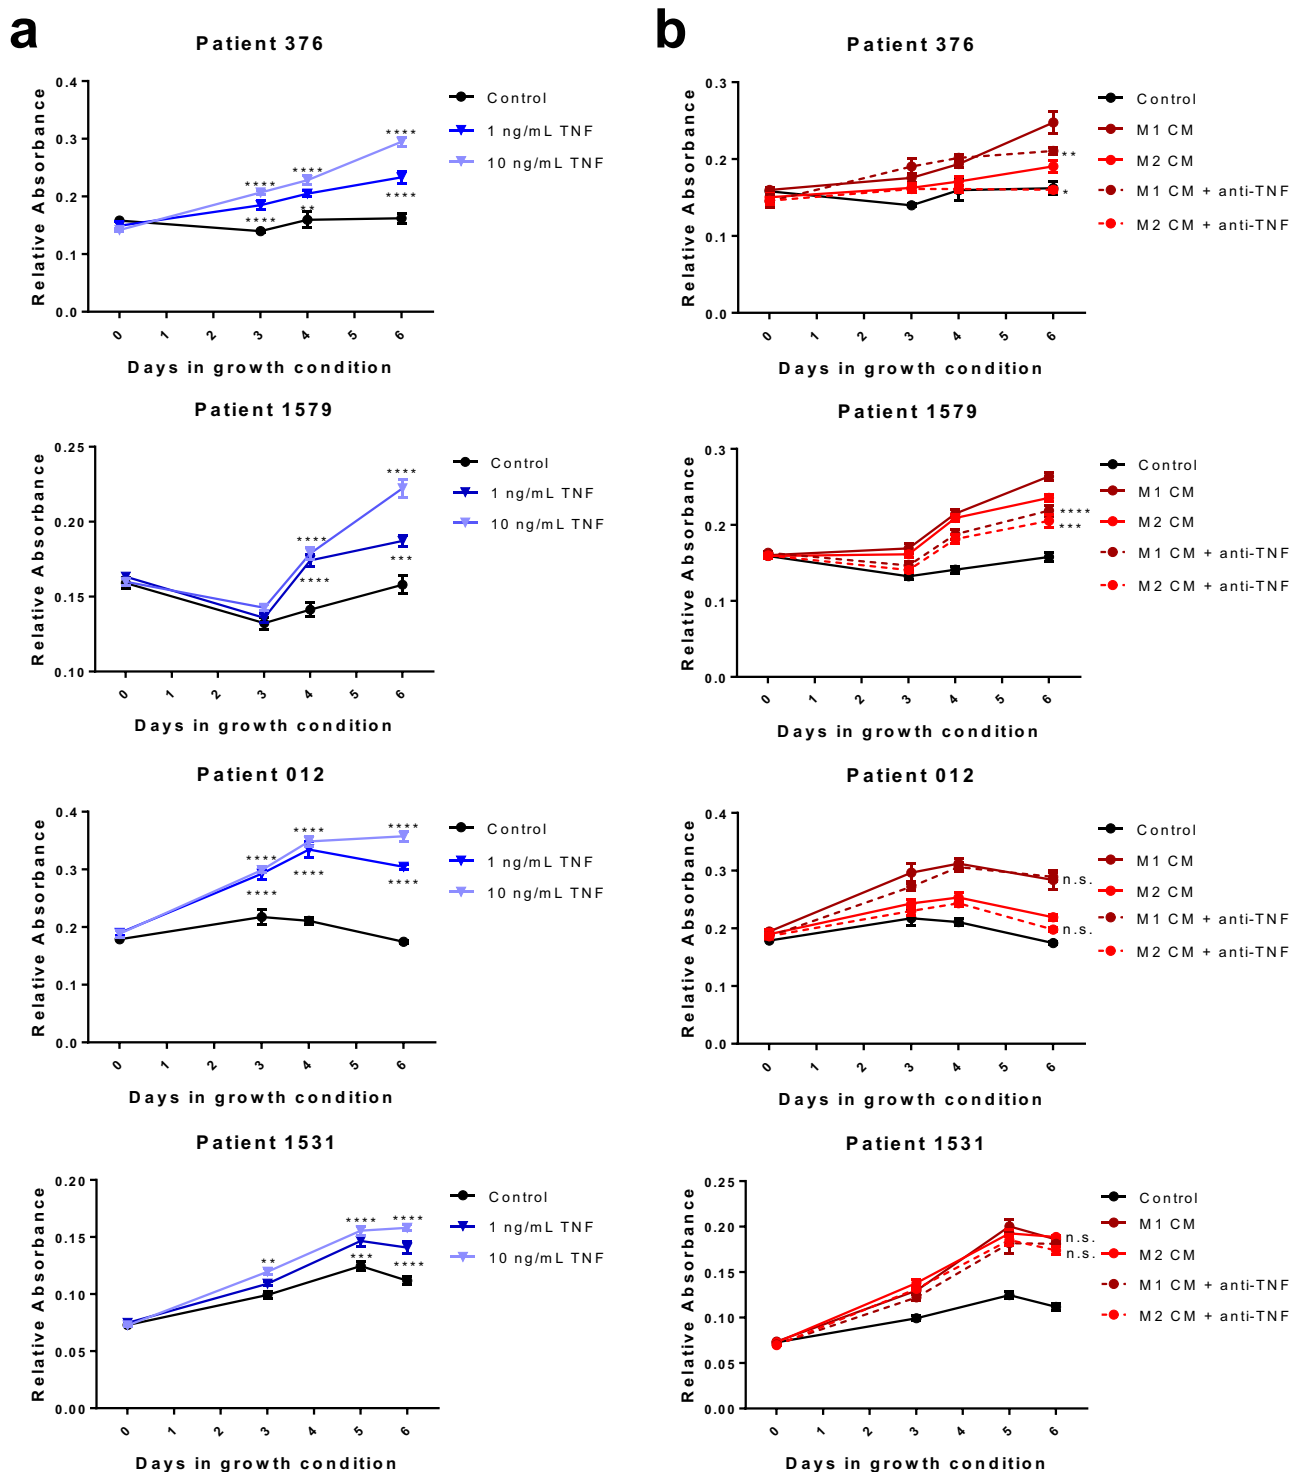 a
Patient 376
Relative Absorbance
0.4
0.3
0.2
0.1
0.0
**** **** ****
**** ** ****
0 1 2 3 4 5 6
Days in growth condition
Control
1 ng/mL TNF
10 ng/mL TNF
Patient 1579
Relative Absorbance
0.25
0.20
0.15
0.10
**** ****
**** ***
0 1 2 3 4 5 6
Days in growth condition
Control
1 ng/mL TNF
10 ng/mL TNF
Patient 012
Relative Absorbance
0.4
0.3
0.2
0.1
0.0
**** **** ****
**** **** ****
0 1 2 3 4 5 6
Days in growth condition
Control
1 ng/mL TNF
10 ng/mL TNF
Patient 1531
Relative Absorbance
0.20
0.15
0.10
0.05
0.00
** **** ****
*** ****
0 1 2 3 4 5 6
Days in growth condition
Control
1 ng/mL TNF
10 ng/mL TNF
b
Patient 376
Relative Absorbance
0.3
0.2
0.1
0.0
**
*
0 1 2 3 4 5 6
Days in growth condition
Control
M1 CM
M2 CM
M1 CM + anti-TNF
M2 CM + anti-TNF
Patient 1579
Relative Absorbance
0.3
0.2
0.1
0.0
****
***
0 1 2 3 4 5 6
Days in growth condition
Control
M1 CM
M2 CM
M1 CM + anti-TNF
M2 CM + anti-TNF
Patient 012
Relative Absorbance
0.4
0.3
0.2
0.1
0.0
n.s.
n.s.
0 1 2 3 4 5 6
Days in growth condition
Control
M1 CM
M2 CM
M1 CM + anti-TNF
M2 CM + anti-TNF
Patient 1531
Relative Absorbance
0.25
0.20
0.15
0.10
0.05
0.00
n.s.
n.s.
0 1 2 3 4 5 6
Days in growth condition
Control
M1 CM
M2 CM
M1 CM + anti-TNF
M2 CM + anti-TNF